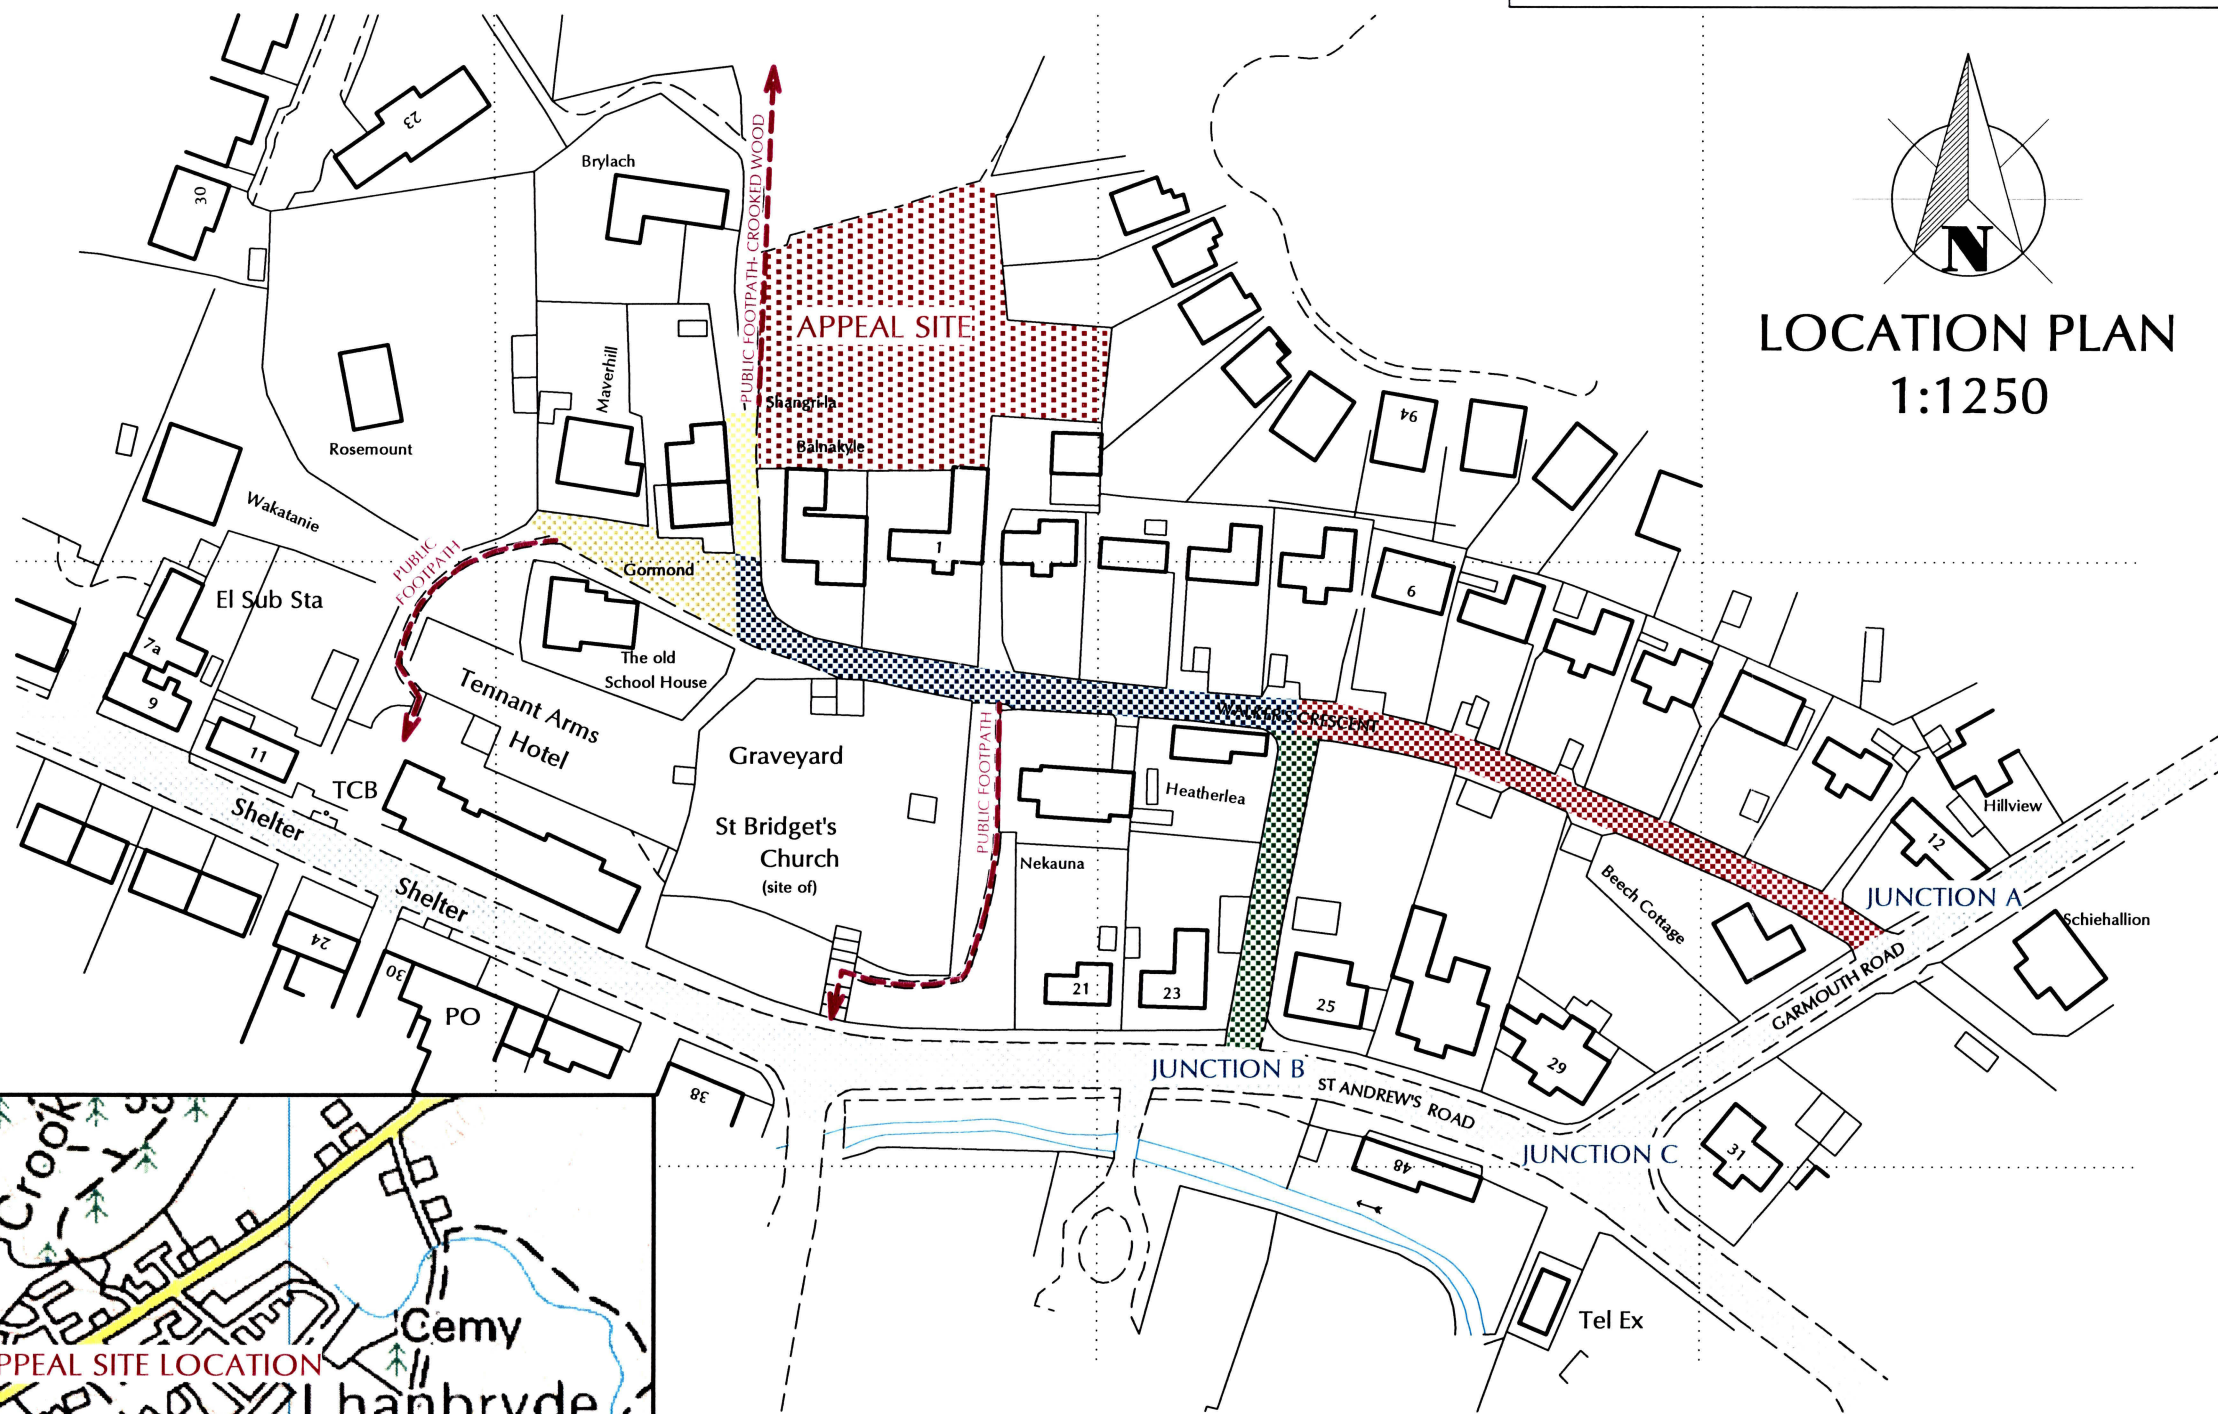 23
30
Brylach
PUBLIC FOOTPATH- CROOKED WOOD
N
LOCATION PLAN
1:1250
APPEAL SITE
Maverhill
Shangri-la
Balnakyle
Rosemount
Wakatanie
94
PUBLIC
FOOTPATH
Gormond
1
6
El Sub Sta
7a
9
11
The old
School House
Tennant Arms
Hotel
WALKER'S CRESCENT
Graveyard
PUBLIC FOOTPATH
Heatherlea
TCB
Shelter
Shelter
St Bridget's
Church
(site of)
Nekauna
Beech Cottage
Hillview
12
JUNCTION A
Schiehallion
GARMOUTH ROAD
24
30
PO
21
23
25
29
38
JUNCTION B
ST ANDREW'S ROAD
JUNCTION C
31
48
Tel Ex
Crook
Cemy
PPEAL SITE LOCATION
Lhanbryde